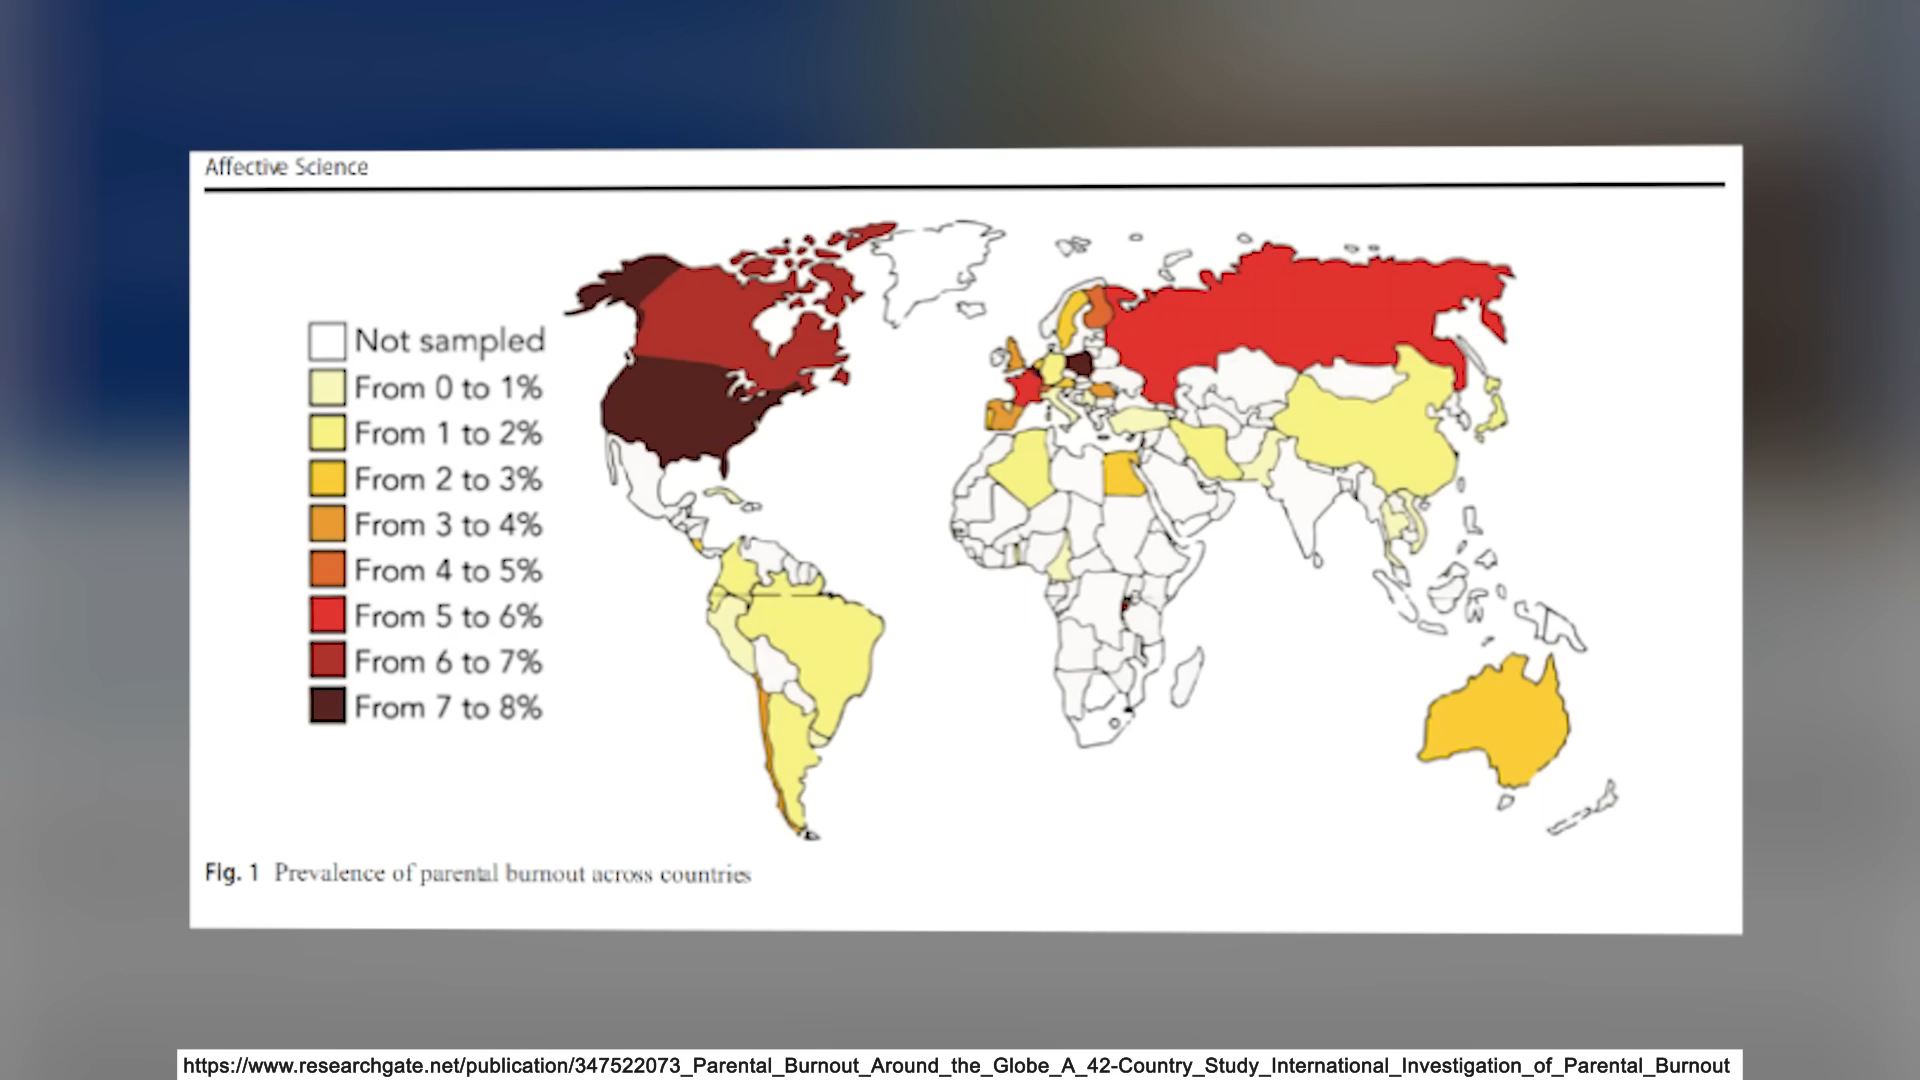 Affective Science
Not sampled
From 0 to 1%
From 1 to 2%
From 2 to 3%
From 3 to 4%
From 4 to 5%
From 5 to 6%
From 6 to 7%
From 7 to 8%
Fig. 1 Prevalence of parental burnout across countries
https://www.researchgate.net/publication/347522073_Parental_Burnout_Around_the_Globe_A_42-Country_Study_International_Investigation_of_Parental_Burnout